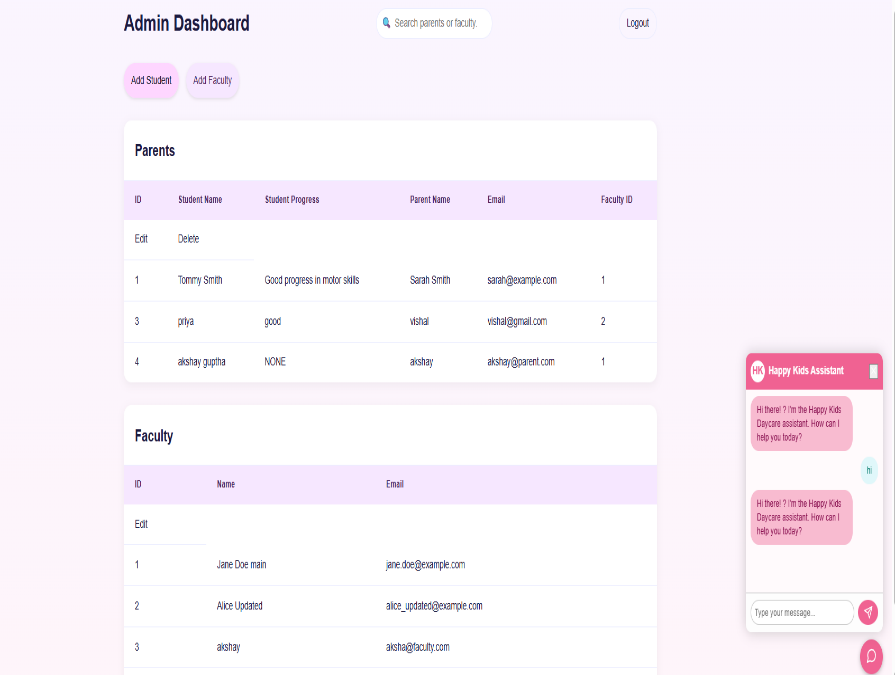 Admin Dashboard
🔍 Search parents or faculty.
Logout
Add Student Add Faculty
Parents
ID Student Name Student Progress Parent Name Email Faculty ID
Edit Delete
1 Tommy Smith Good progress in motor skills Sarah Smith sarah@example.com 1
3 priya good vishal vishal@gmail.com 2
4 akshay guptha NONE akshay akshay@parent.com 1
Faculty
ID Name Email
Edit
1 Jane Doe main jane.doe@example.com
2 Alice Updated alice_updated@example.com
3 akshay aksha@faculty.com
HK Happy Kids Assistant
Hi there! ? I'm the Happy Kids
Daycare assistant. How can I
help you today?
hi
Hi there! ? I'm the Happy Kids
Daycare assistant. How can I
help you today?
Type your message...